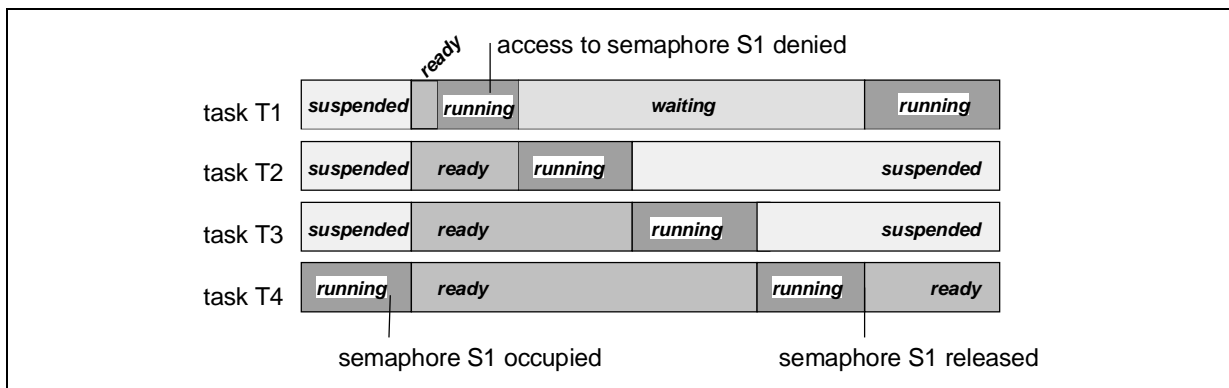 ready
access to semaphore S1 denied
task T1 suspended running waiting running
task T2 suspended ready running suspended
task T3 suspended ready running suspended
task T4 running ready running ready
semaphore S1 occupied semaphore S1 released